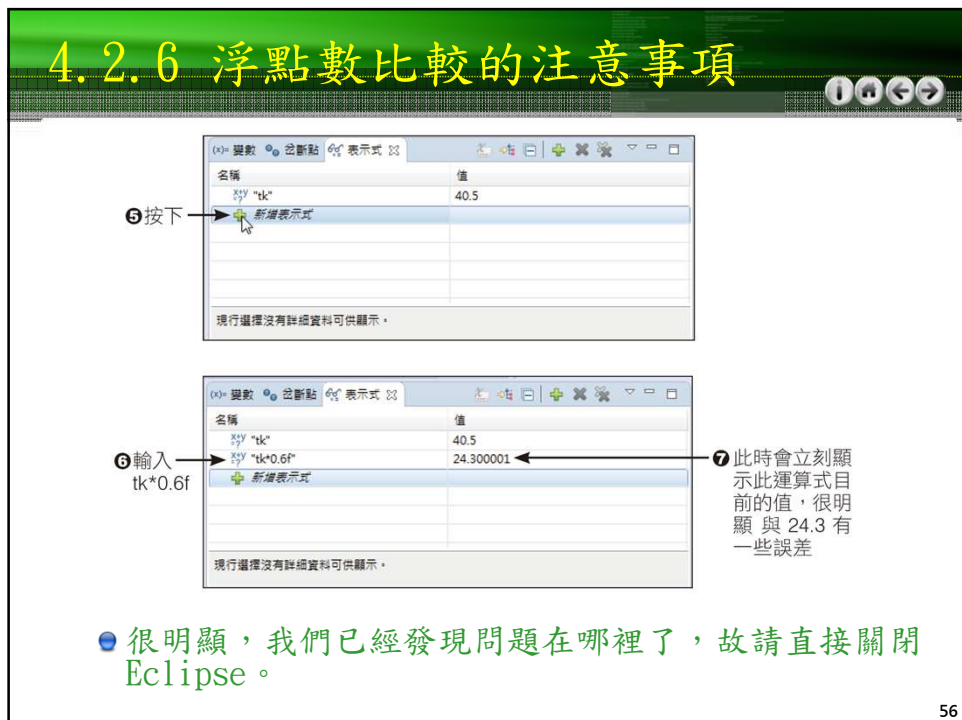 4.2.6 浮點數比較的注意事項
(x)= 變數 岔斷點 表示式
名稱 值
x+y =? "tk" 40.5
❺按下
新增表示式
現行選擇沒有詳細資料可供顯示。
(x)= 變數 岔斷點 表示式
名稱 值
x+y =? "tk" 40.5
❻輸入
tk*0.6f
x+y =? "tk*0.6f" 24.300001
新增表示式
❼此時會立刻顯
示此運算式目
前的值，很明
顯 與 24.3 有
一些誤差
現行選擇沒有詳細資料可供顯示。
很明顯，我們已經發現問題在哪裡了，故請直接關閉
Eclipse。
56